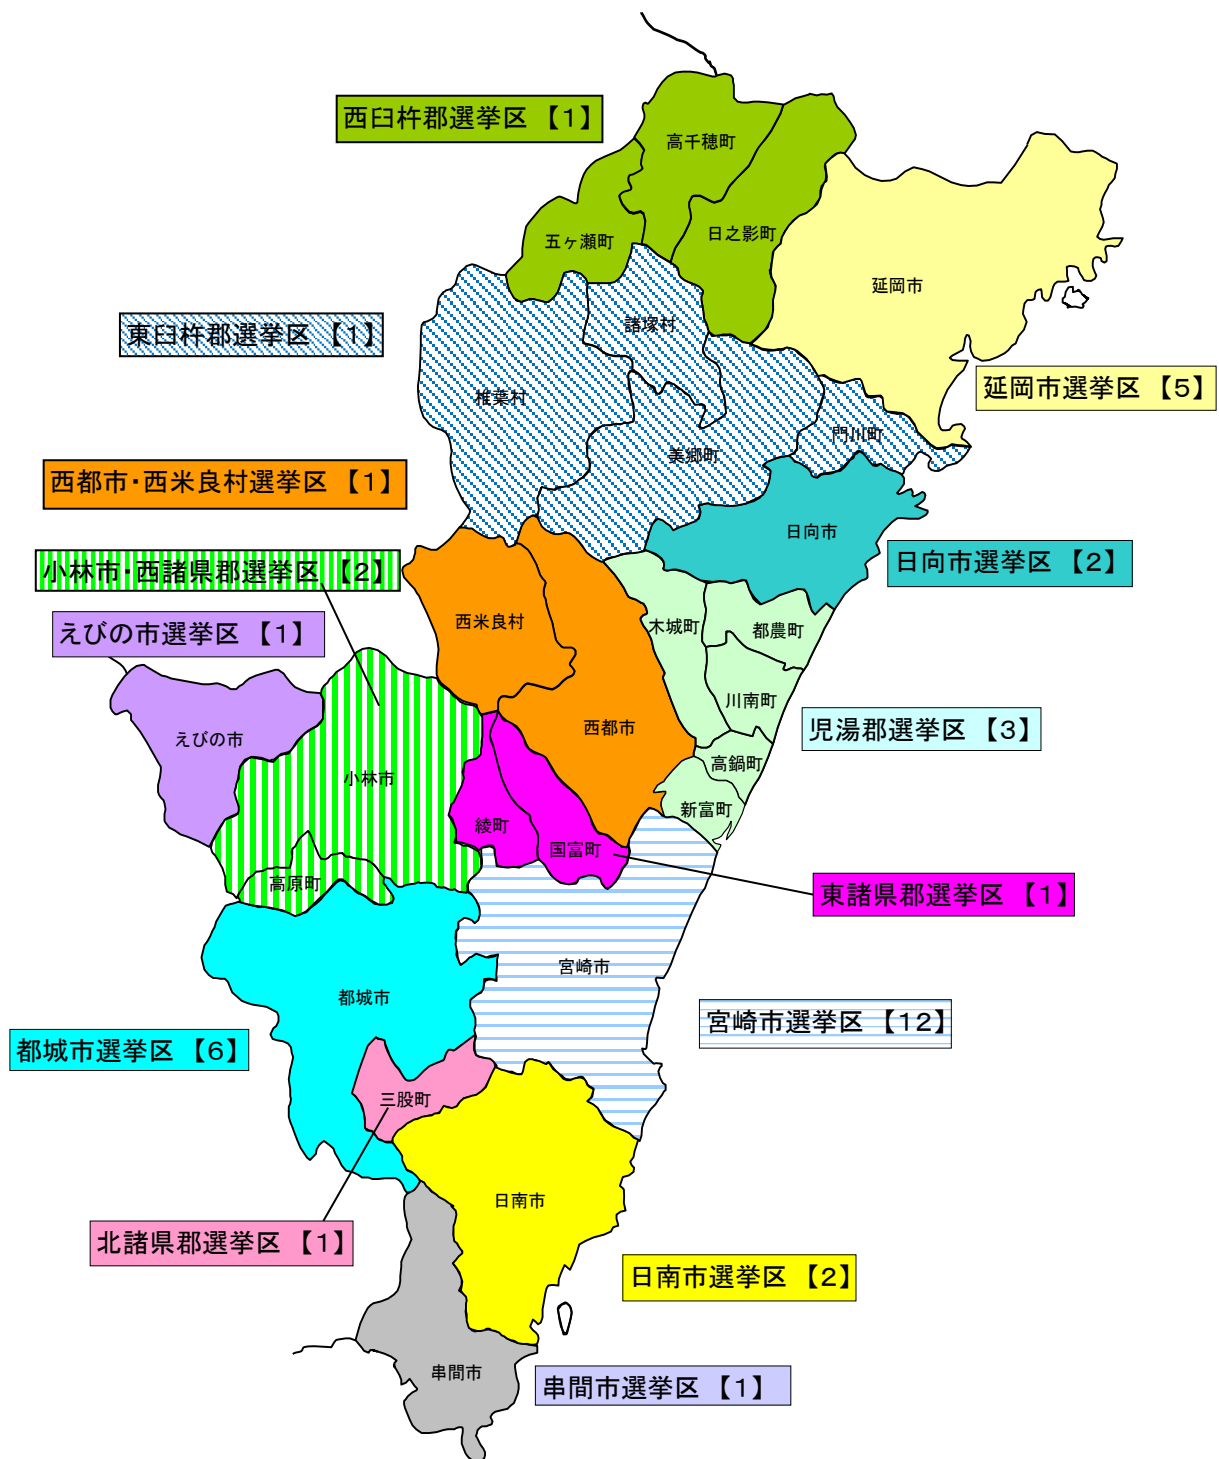 西臼杵郡選挙区 【1】
高千穂町
日之影町
五ヶ瀬町
延岡市
諸塚村
東臼杵郡選挙区 【1】
延岡市選挙区 【5】
椎葉村
門川町
美郷町
西都市・西米良村選挙区 【1】
日向市
日向市選挙区 【2】
小林市・西諸県郡選挙区 【2】
西米良村
木城町
都農町
えびの市選挙区 【1】
川南町
児湯郡選挙区 【3】
西都市
えびの市
高鍋町
小林市
新富町
綾町
国富町
高原町
東諸県郡選挙区 【1】
宮崎市
都城市
宮崎市選挙区 【12】
都城市選挙区 【6】
三股町
日南市
北諸県郡選挙区 【1】
日南市選挙区 【2】
串間市
串間市選挙区 【1】